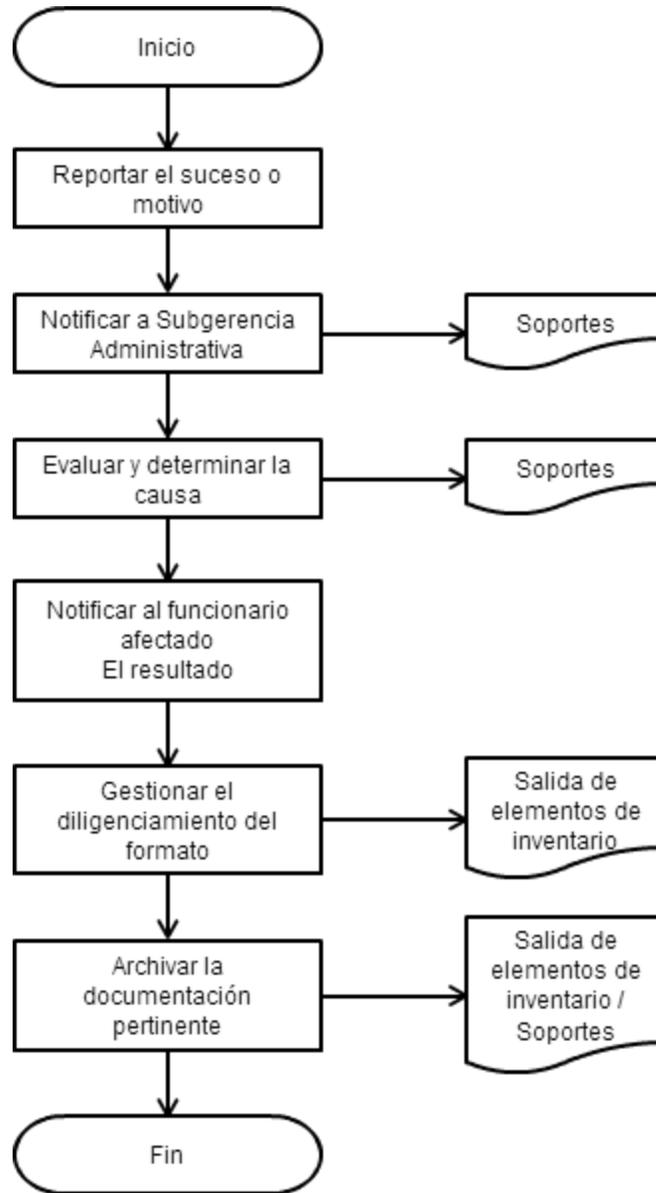 Inicio
Reportar el suceso o
motivo
Notificar a Subgerencia
Administrativa
Soportes
Evaluar y determinar la
causa
Soportes
Notificar al funcionario
afectado
El resultado
Gestionar el
diligenciamiento del
formato
Salida de
elementos de
inventario
Archivar la
documentación
pertinente
Salida de
elementos de
inventario /
Soportes
Fin